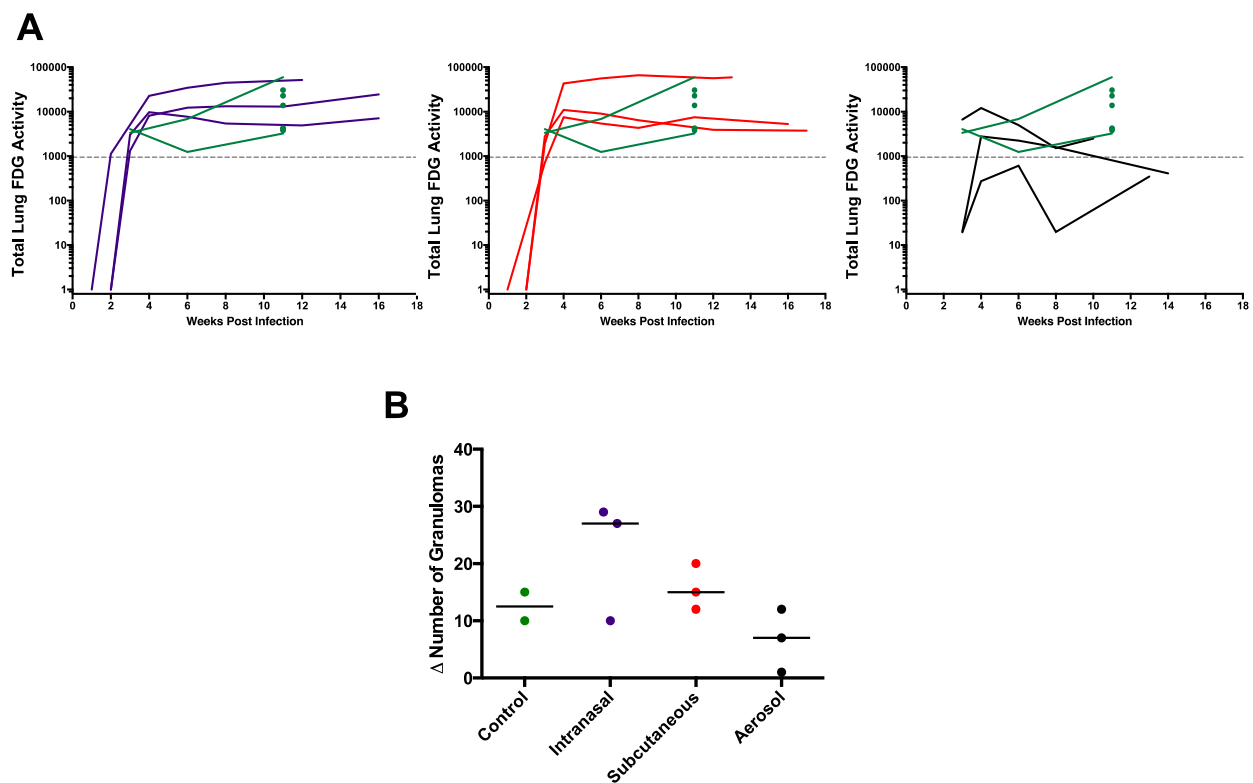 A
Total Lung FDG Activity
100000
10000
1000
100
10
1
0 2 4 6 8 10 12 14 16 18
Weeks Post Infection
Total Lung FDG Activity
100000
10000
1000
100
10
1
0 2 4 6 8 10 12 14 16 18
Weeks Post Infection
Total Lung FDG Activity
100000
10000
1000
100
10
1
0 2 4 6 8 10 12 14 16 18
Weeks Post Infection
B
Δ Number of Granulomas
40
30
20
10
0
Control
Intranasal
Subcutaneous
Aerosol